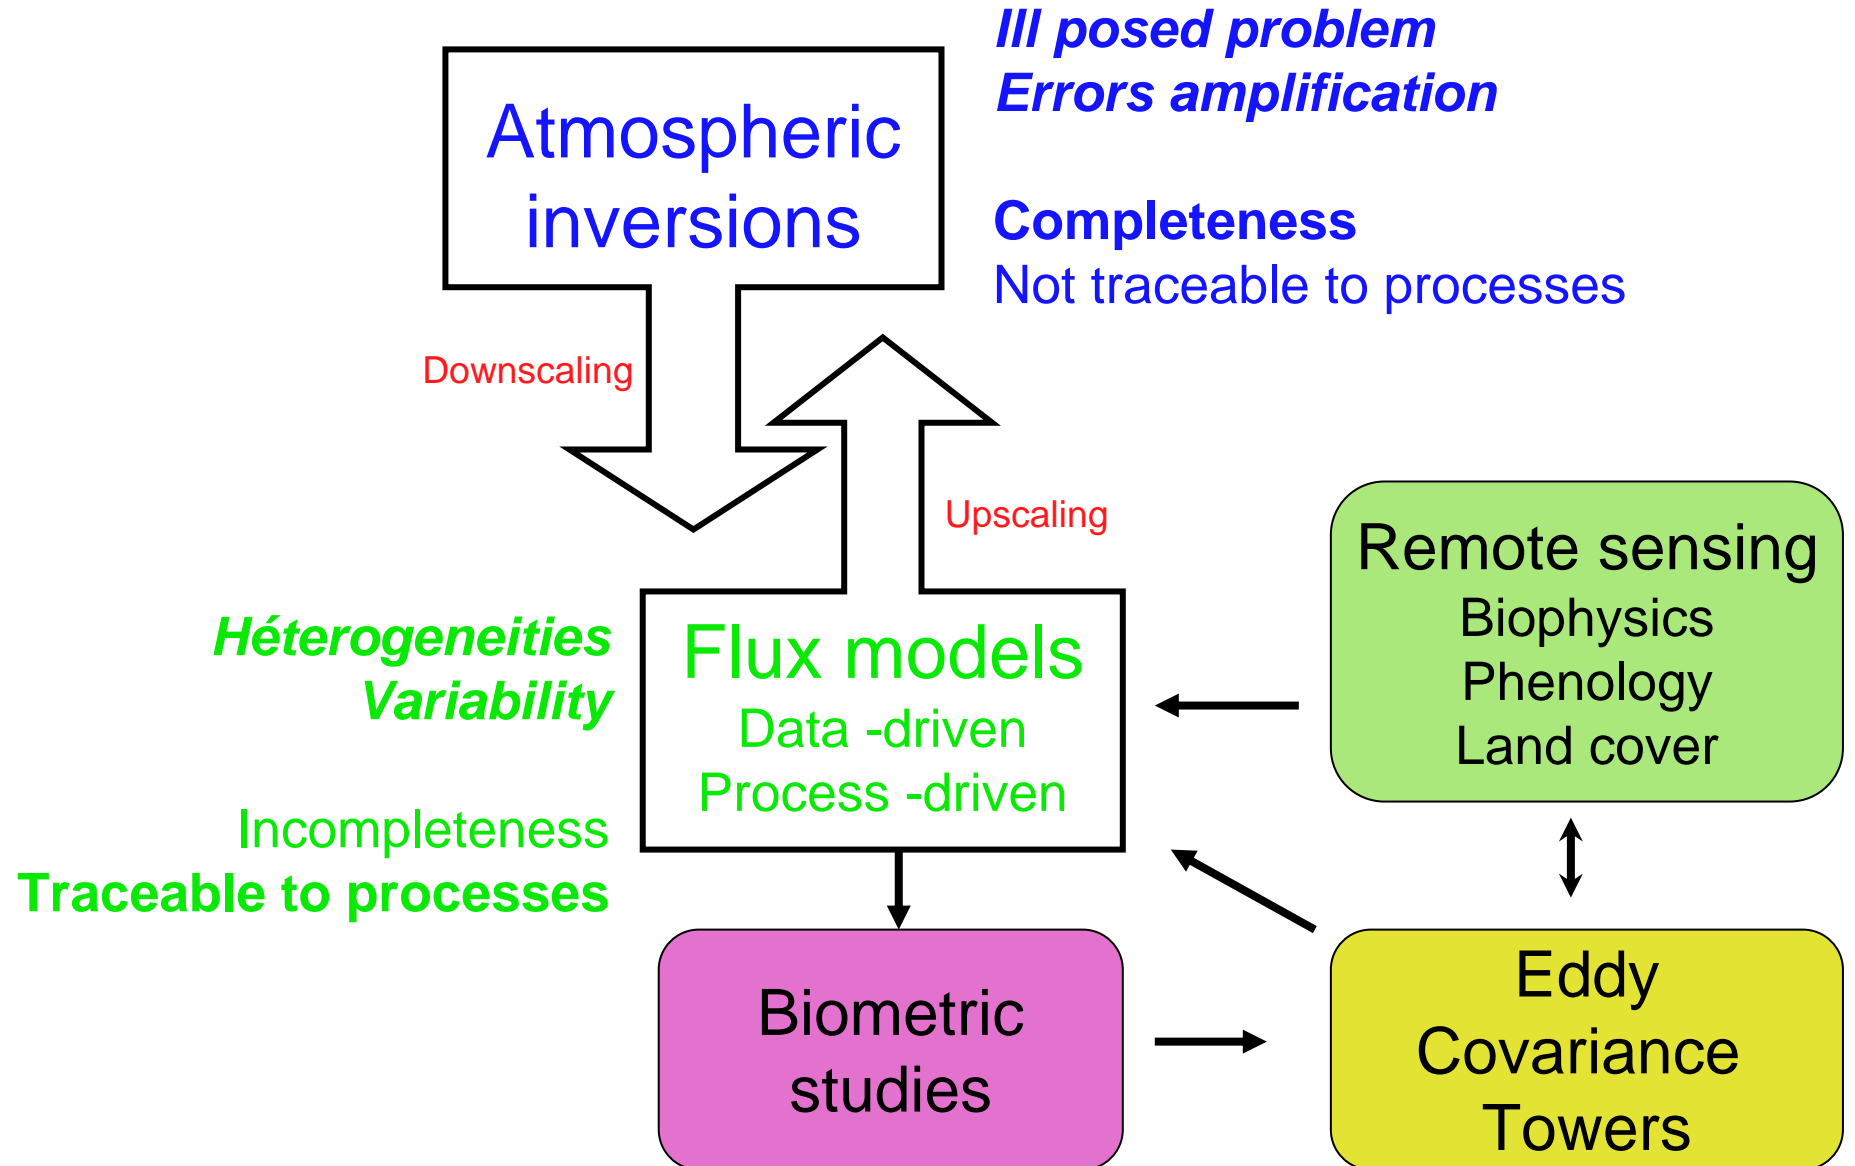 Ill posed problem
Errors amplification
Atmospheric
inversions
Completeness
Not traceable to processes
Downscaling
Upscaling
Remote sensing
Biophysics
Phenology
Land cover
Héterogeneities
Variability
Flux models
Data -driven
Process -driven
Incompleteness
Traceable to processes
Biometric
studies
Eddy
Covariance
Towers